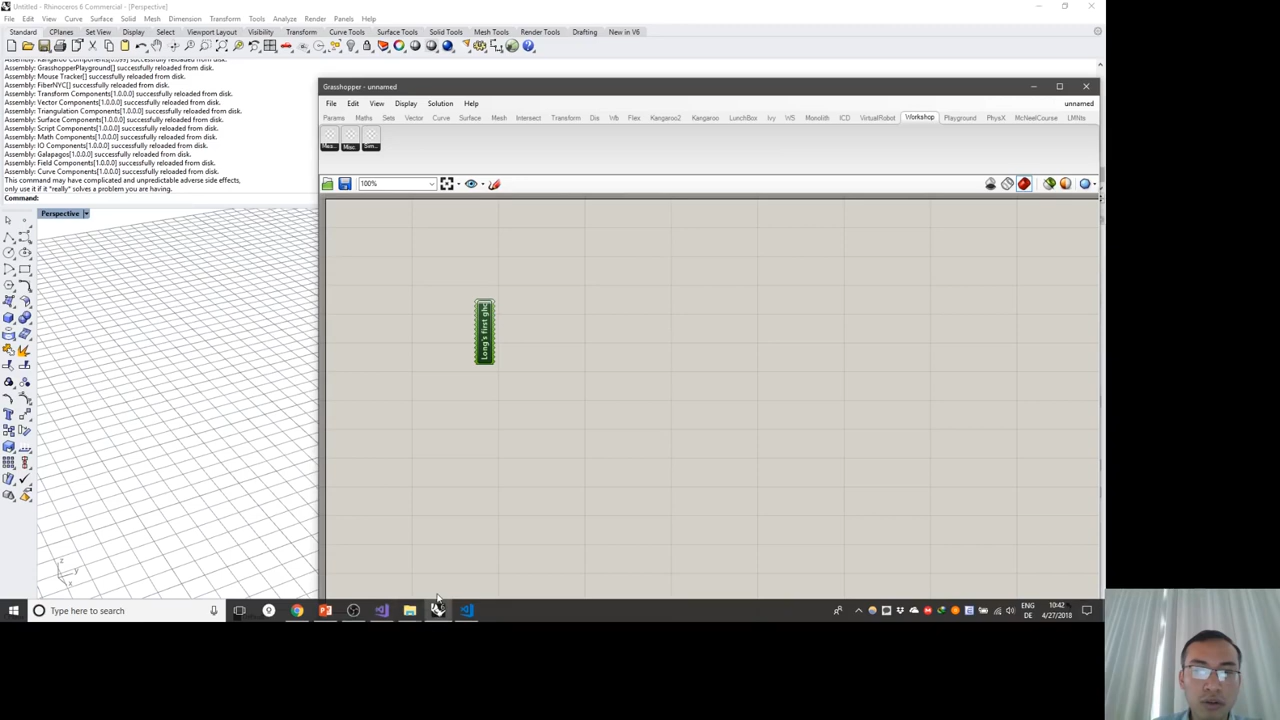 Untitled - Rhinoceros 6 Commercial - [Perspective]
File Edit View Curve Surface Solid Mesh Dimension Transform Tools Analyze Render Panels Help
Standard CPlanes Set View Display Select Viewport Layout Visibility Transform Curve Tools Surface Tools Solid Tools Mesh Tools Render Tools Drafting New in V6
Assembly: GrasshopperPlayground[] successfully reloaded from disk.
Assembly: Mouse Tracker[] successfully reloaded from disk.
Assembly: FiberNYC[] successfully reloaded from disk.
Assembly: Transform Components[1.0.0.0] successfully reloaded from disk.
Assembly: Vector Components[1.0.0.0] successfully reloaded from disk.
Assembly: Triangulation Components[1.0.0.0] successfully reloaded from disk.
Assembly: Surface Components[1.0.0.0] successfully reloaded from disk.
Assembly: Script Components[1.0.0.0] successfully reloaded from disk.
Assembly: Math Components[1.0.0.0] successfully reloaded from disk.
Assembly: IO Components[1.0.0.0] successfully reloaded from disk.
Assembly: Galapagos[1.0.0.0] successfully reloaded from disk.
Assembly: Field Components[1.0.0.0] successfully reloaded from disk.
Assembly: Curve Components[1.0.0.0] successfully reloaded from disk.
This command may have complicated and unpredictable adverse side effects,
only use it if it *really* solves a problem you are having.
Command:
Perspective
z
y
x
Grasshopper - unnamed
File Edit View Display Solution Help
unnamed
Params Maths Sets Vector Curve Surface Mesh Intersect Transform Dis Wb Flex Kangaroo2 Kangaroo LunchBox Ivy WS Monolith ICD VirtualRobot Workshop Playground PhysX McNeelCourse LMNts
Mes... Misc Sim...
100%
Long's first gh
Type here to search
ENG
DE
10:42
4/27/2018